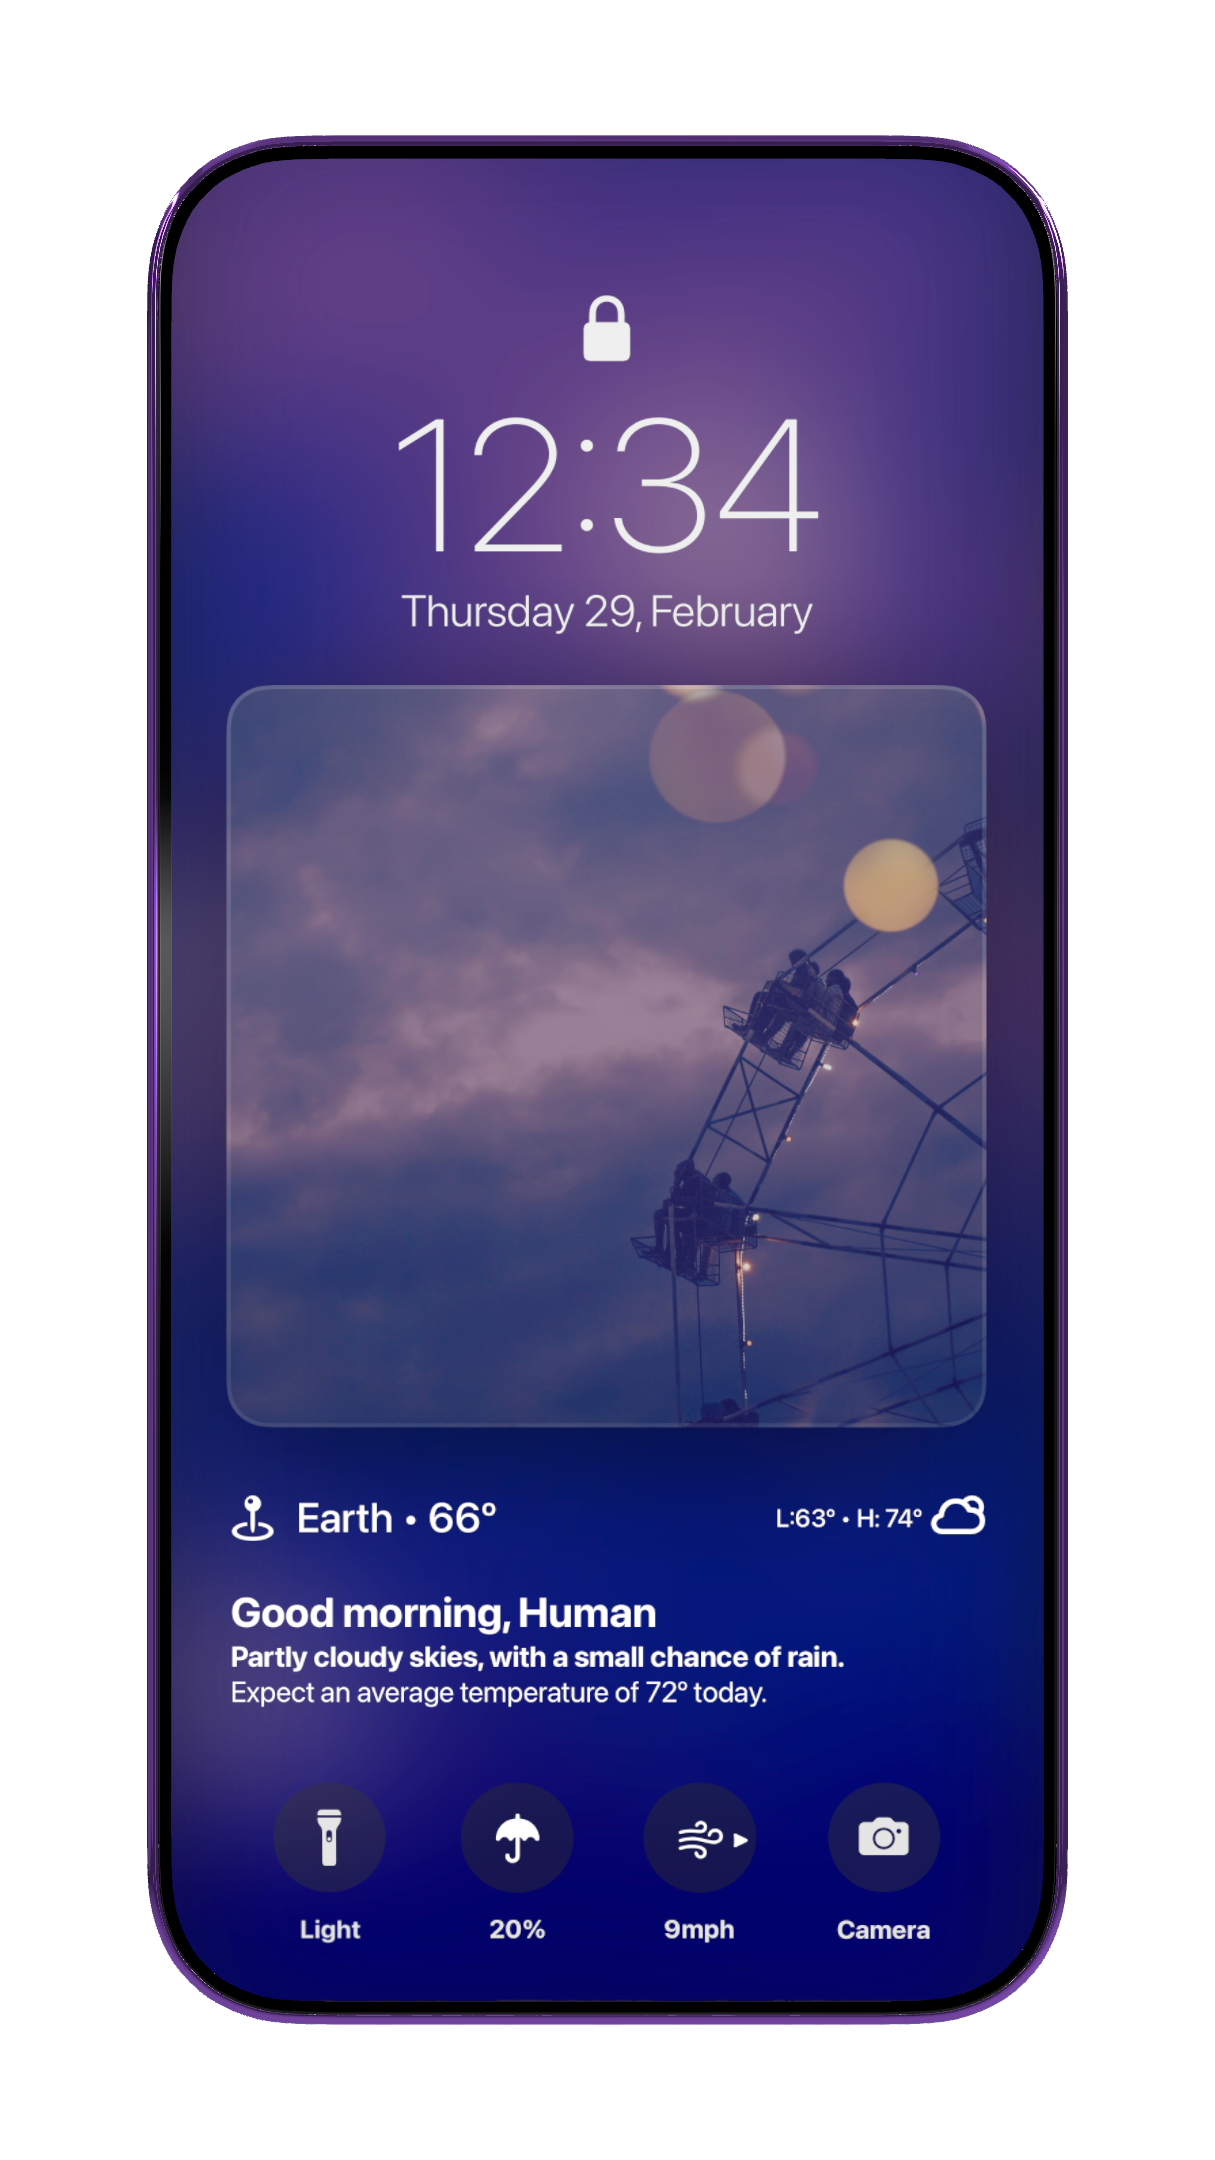 12:34
Thursday 29, February
Earth • 66°
L:63° • H: 74°
Good morning, Human
Partly cloudy skies, with a small chance of rain.
Expect an average temperature of 72° today.
Light
20%
9mph
Camera